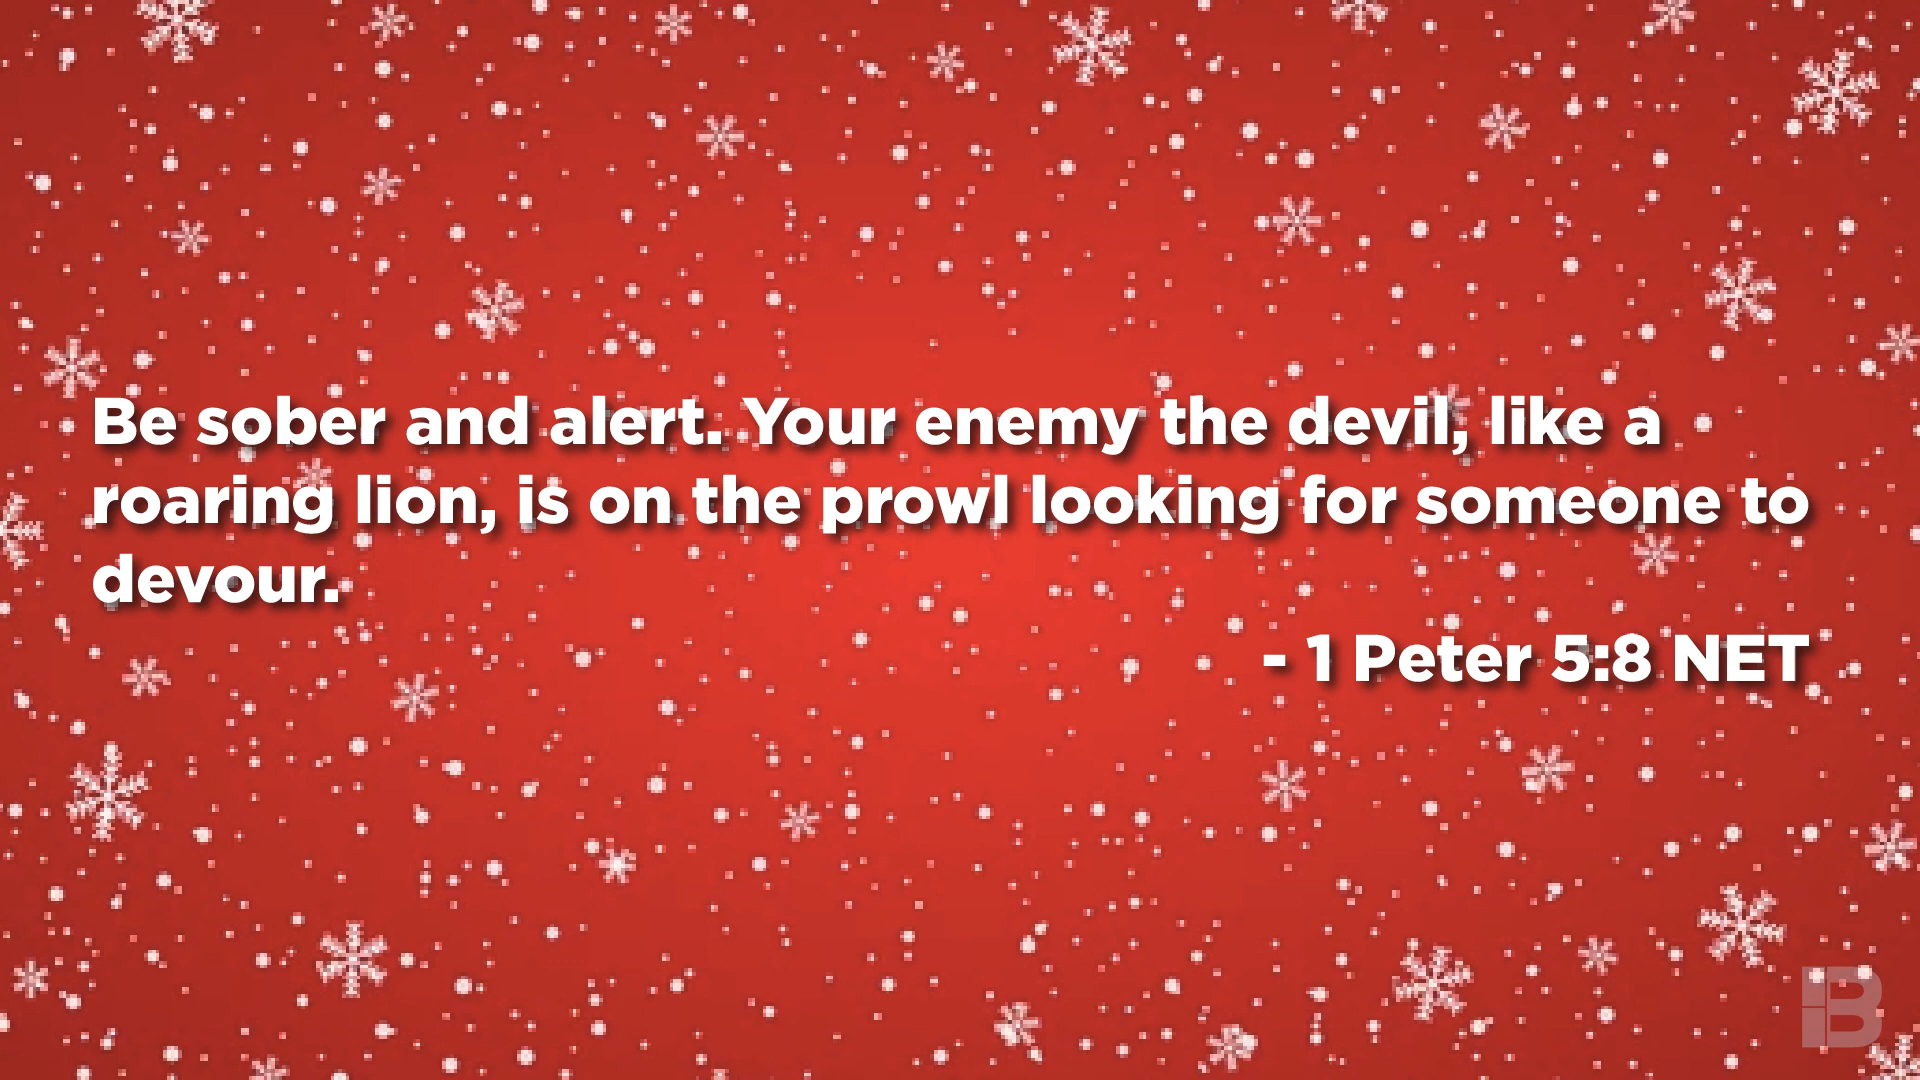 Be sober and alert. Your enemy the devil, like a
roaring lion, is on the prowl looking for someone to
devour.
- 1 Peter 5:8 NET
B